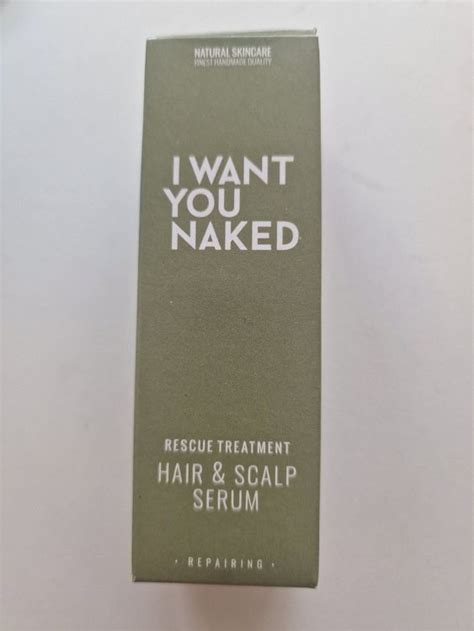 NATURAL SKINCARE
FINEST HANDMADE QUALITY
I WANT
YOU
NAKED
RESCUE TREATMENT
HAIR & SCALP
SERUM
• REPAIRING •